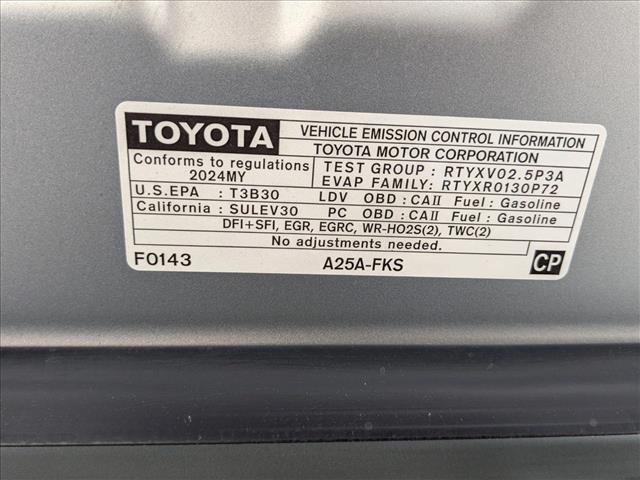 TOYOTA VEHICLE EMISSION CONTROL INFORMATION
TOYOTA MOTOR CORPORATION
Conforms to regulations
2024MY
TEST GROUP : RTYXV02.5P3A
EVAP FAMILY: RTYXR0130P72
U.S.EPA : T3B30 LDV OBD : CAII Fuel : Gasoline
California : SULEV30 PC OBD : CAII Fuel : Gasoline
DFI+SFI, EGR, EGRC, WR-HO2S(2), TWC(2)
No adjustments needed.
F0143 A25A-FKS CP